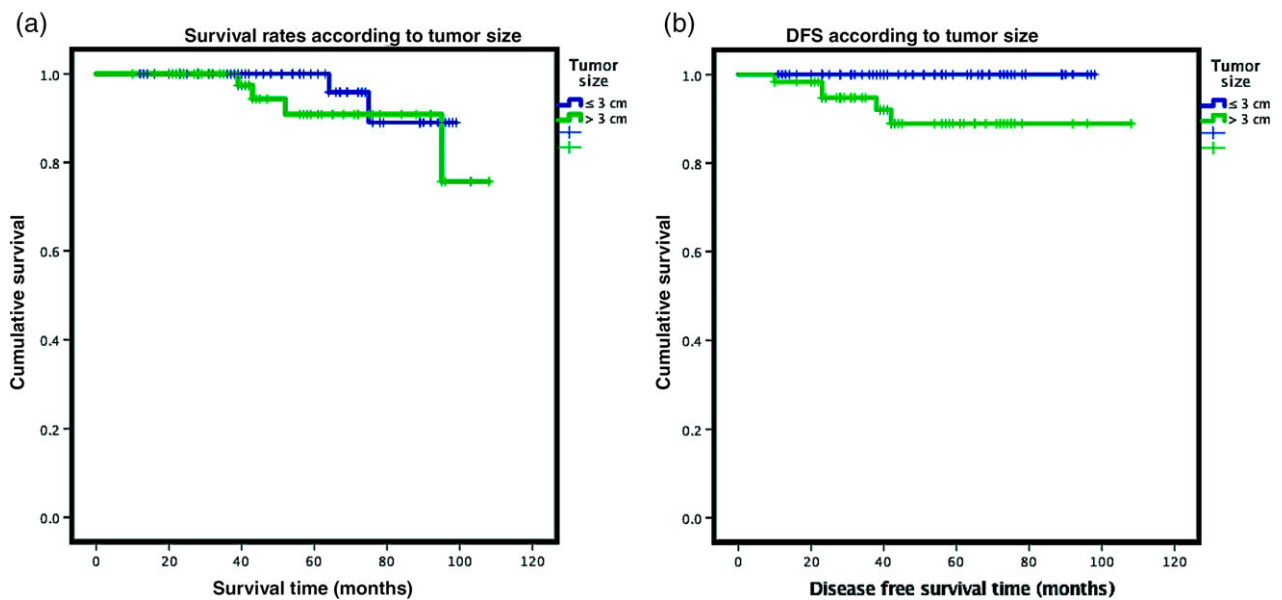 (a)
Survival rates according to tumor size
Cumulative survival
1.0
0.8
0.6
0.4
0.2
0.0
0 20 40 60 80 100 120
Survival time (months)
Tumor
size
≤ 3 cm
> 3 cm
(b)
DFS according to tumor size
Cumulative survival
1.0
0.8
0.6
0.4
0.2
0.0
0 20 40 60 80 100 120
Disease free survival time (months)
Tumor
size
≤ 3 cm
> 3 cm